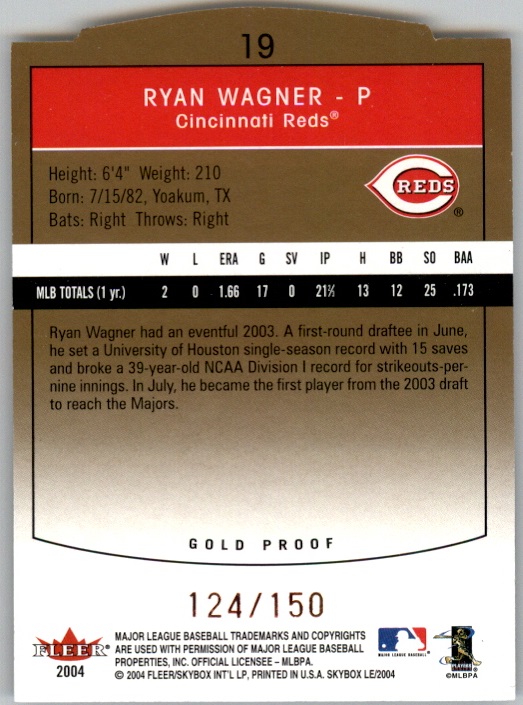 19
RYAN WAGNER - P
Cincinnati Reds®
Height: 6'4" Weight: 210
Born: 7/15/82, Yoakum, TX
Bats: Right Throws: Right
REDS
®
W L ERA G SV IP H BB SO BAA
MLB TOTALS (1 yr.) 2 0 1.66 17 0 21⅔ 13 12 25 .173
Ryan Wagner had an eventful 2003. A first-round draftee in June,
he set a University of Houston single-season record with 15 saves
and broke a 39-year-old NCAA Division I record for strikeouts-per-
nine innings. In July, he became the first player from the 2003 draft
to reach the Majors.
GOLD PROOF
124/150
FLEER
2004
MAJOR LEAGUE BASEBALL TRADEMARKS AND COPYRIGHTS
ARE USED WITH PERMISSION OF MAJOR LEAGUE BASEBALL
PROPERTIES, INC. OFFICIAL LICENSEE - MLBPA.
© 2004 FLEER/SKYBOX INT'L LP, PRINTED IN U.S.A. SKYBOX LE/2004
MAJOR LEAGUE BASEBALL
PLAYERS
©MLBPA